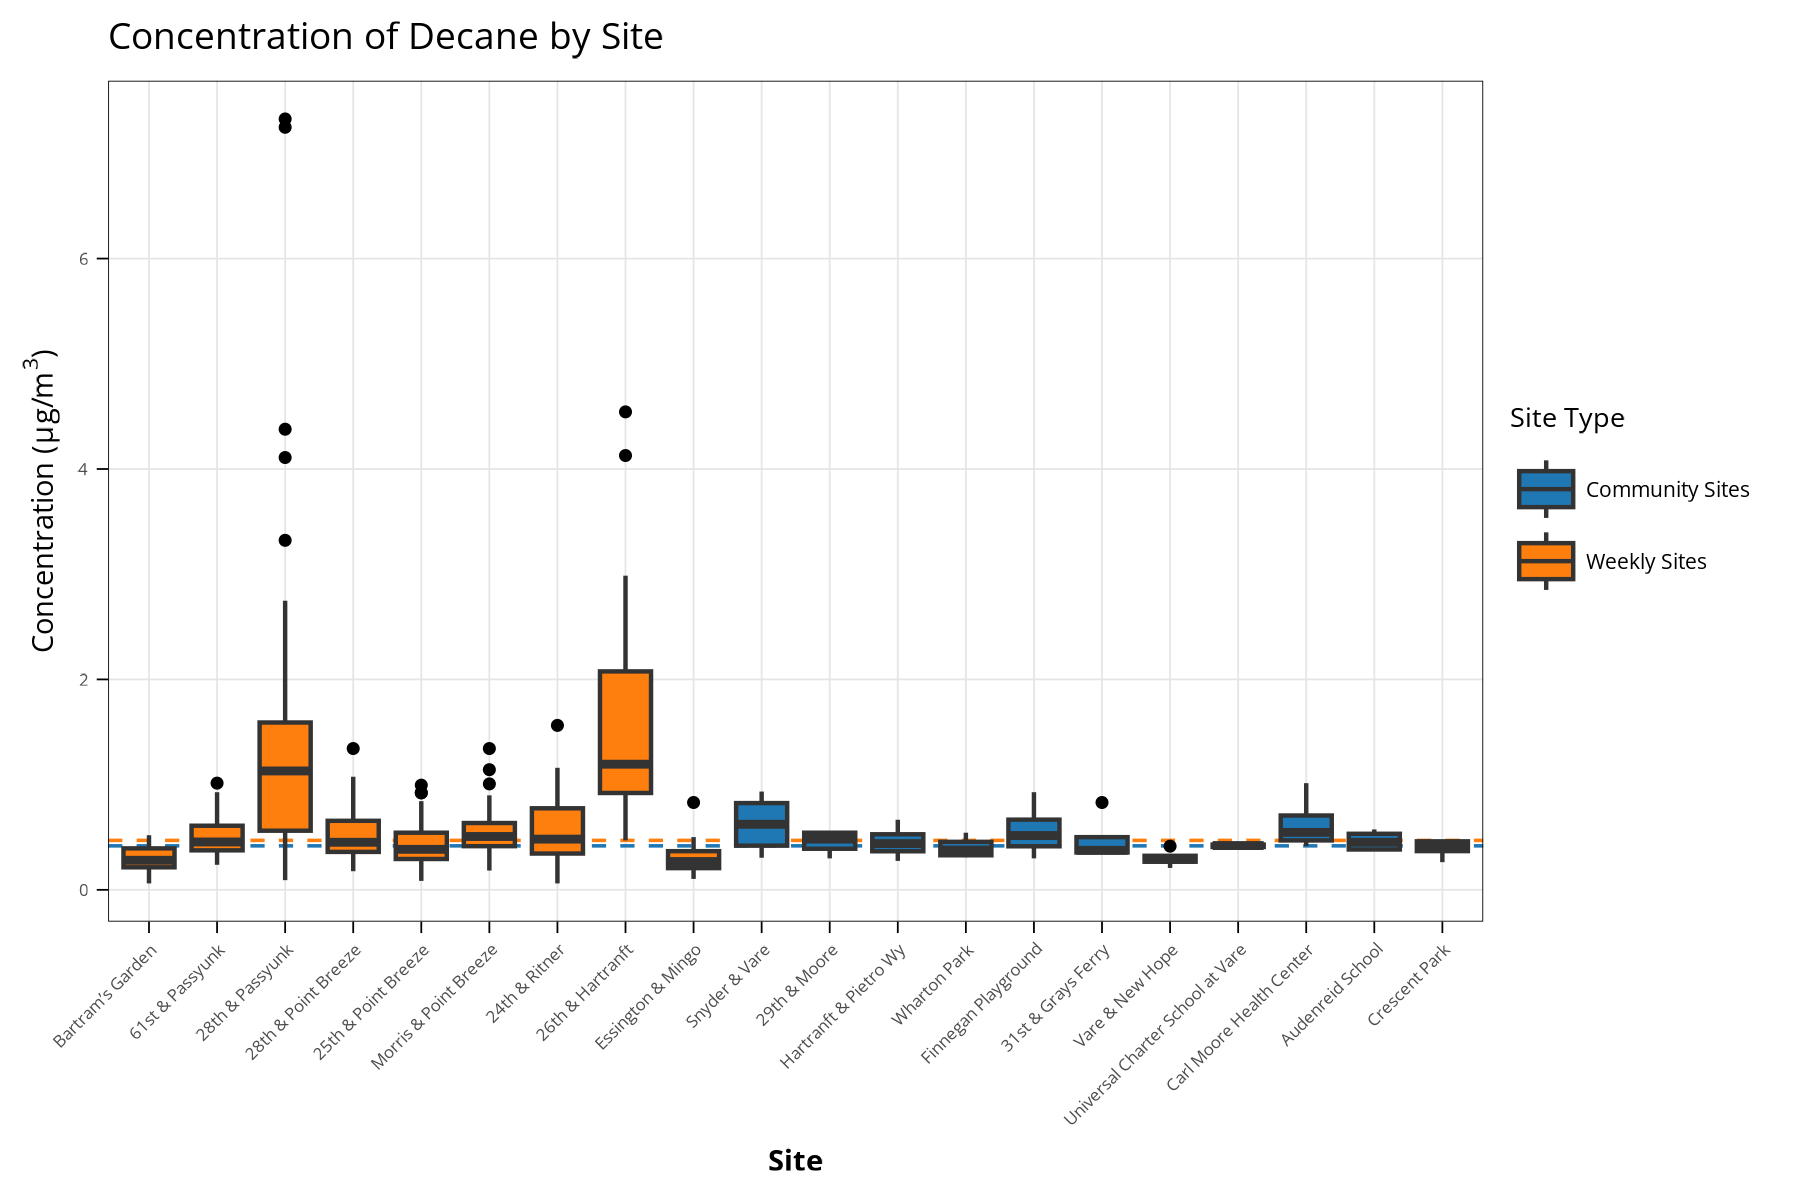 Concentration of Decane by Site
Concentration (µg/m³)
6
4
2
0
Bartram's Garden
61st & Passyunk
28th & Passyunk
28th & Point Breeze
25th & Point Breeze
Morris & Point Breeze
24th & Ritner
26th & Hartranft
Essington & Mingo
Snyder & Vare
29th & Moore
Hartranft & Pietro Wy
Wharton Park
Finnegan Playground
31st & Grays Ferry
Vare & New Hope
Universal Charter School at Vare
Carl Moore Health Center
Audenreid School
Crescent Park
Site
Site Type
Community Sites
Weekly Sites